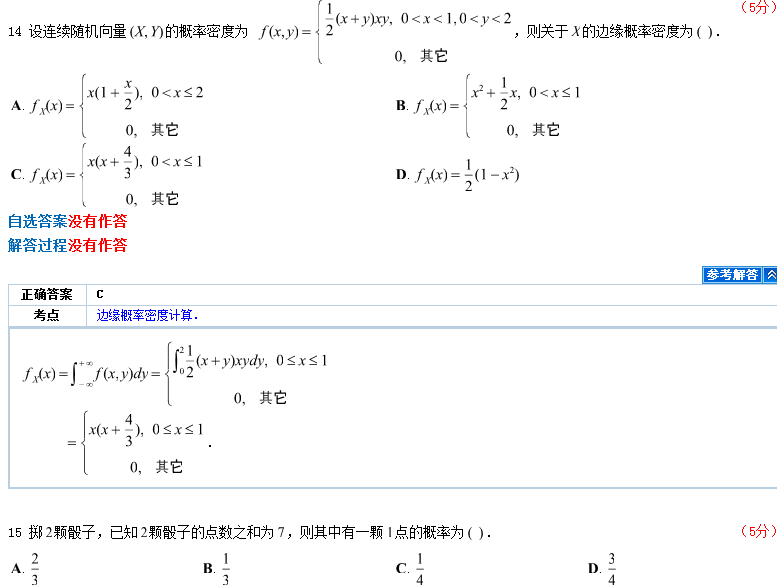 (5分)
14 设连续随机向量 (X, Y) 的概率密度为 f(x, y) = { 1/2 (x + y)xy, 0 < x < 1, 0 < y < 2 ; 0, 其它 , 则关于 X 的边缘概率密度为 ( ) .
A. f_X(x) = { x(1 + x/2), 0 < x ≤ 2 ; 0, 其它
B. f_X(x) = { x² + 1/2 x, 0 < x ≤ 1 ; 0, 其它
C. f_X(x) = { x(x + 4/3), 0 < x ≤ 1 ; 0, 其它
D. f_X(x) = 1/2 (1 − x²)
自选答案没有作答
解答过程没有作答
参考解答
正确答案 C
考点 边缘概率密度计算.
f_X(x) = ∫_{−∞}^{+∞} f(x, y)dy = { ∫_0^2 1/2 (x + y)xydy, 0 ≤ x ≤ 1 ; 0, 其它
= { x(x + 4/3), 0 ≤ x ≤ 1 ; 0, 其它 .
15 掷2颗骰子，已知2颗骰子的点数之和为7，则其中有一颗1点的概率为 ( ) .
(5分)
A. 2/3 B. 1/3 C. 1/4 D. 3/4